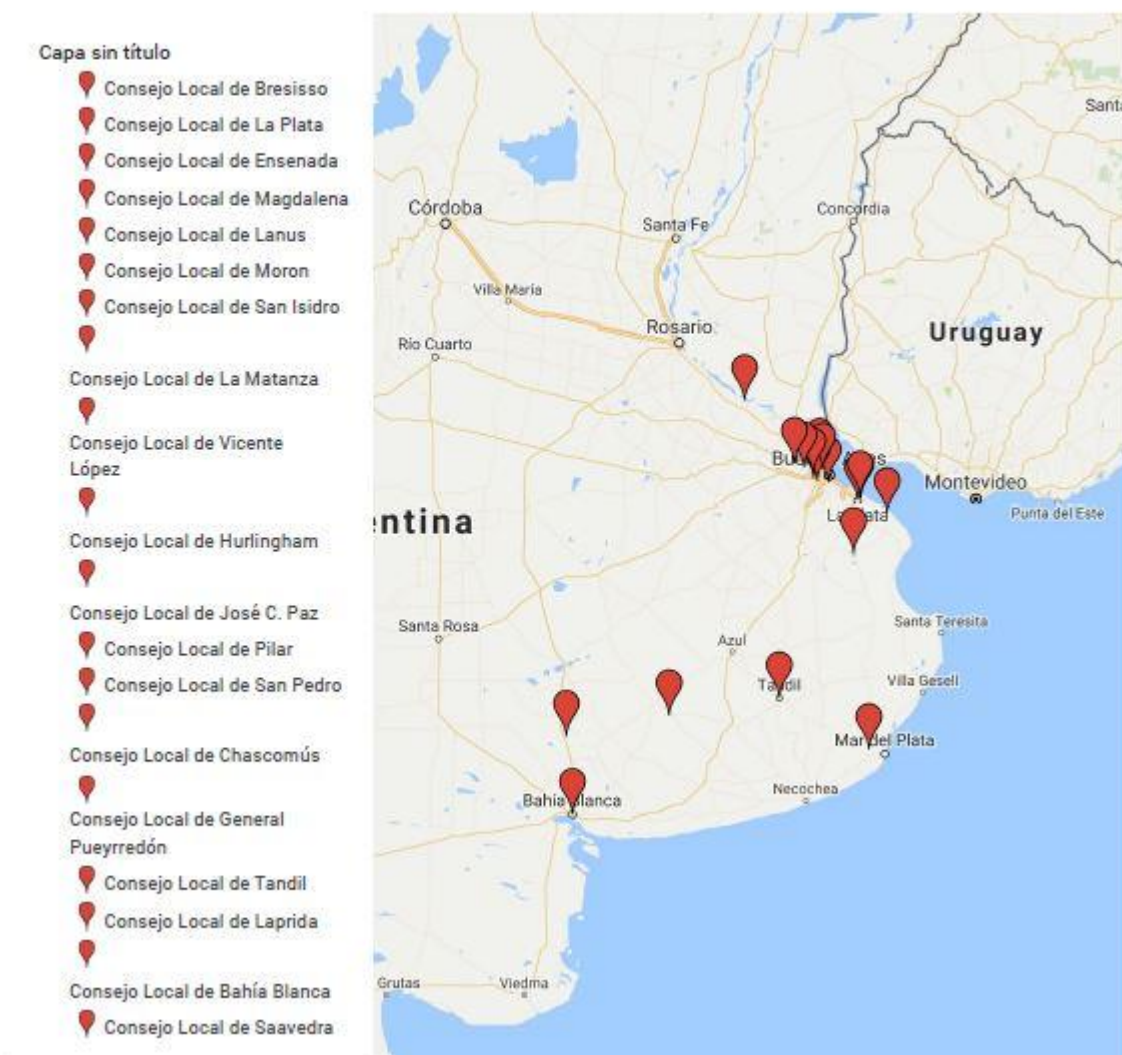 Capa sin título
Consejo Local de Bresisso
Consejo Local de La Plata
Consejo Local de Ensenada
Consejo Local de Magdalena
Consejo Local de Lanus
Consejo Local de Moron
Consejo Local de San Isidro
Consejo Local de La Matanza
Consejo Local de Vicente
López
Consejo Local de Hurlingham
Consejo Local de José C. Paz
Consejo Local de Pilar
Consejo Local de San Pedro
Consejo Local de Chascomús
Consejo Local de General
Pueyrredón
Consejo Local de Tandil
Consejo Local de Laprida
Consejo Local de Bahía Blanca
Consejo Local de Saavedra
Santa
Córdoba
Concordia
Santa Fe
Villa María
Rosario
Uruguay
Río Cuarto
Montevideo
Punta del Este
La Plata
entina
Santa Teresita
Santa Rosa
Azul
Villa Gesell
Tandil
Mar del Plata
Necochea
Bahía Blanca
Grutas
Viedma